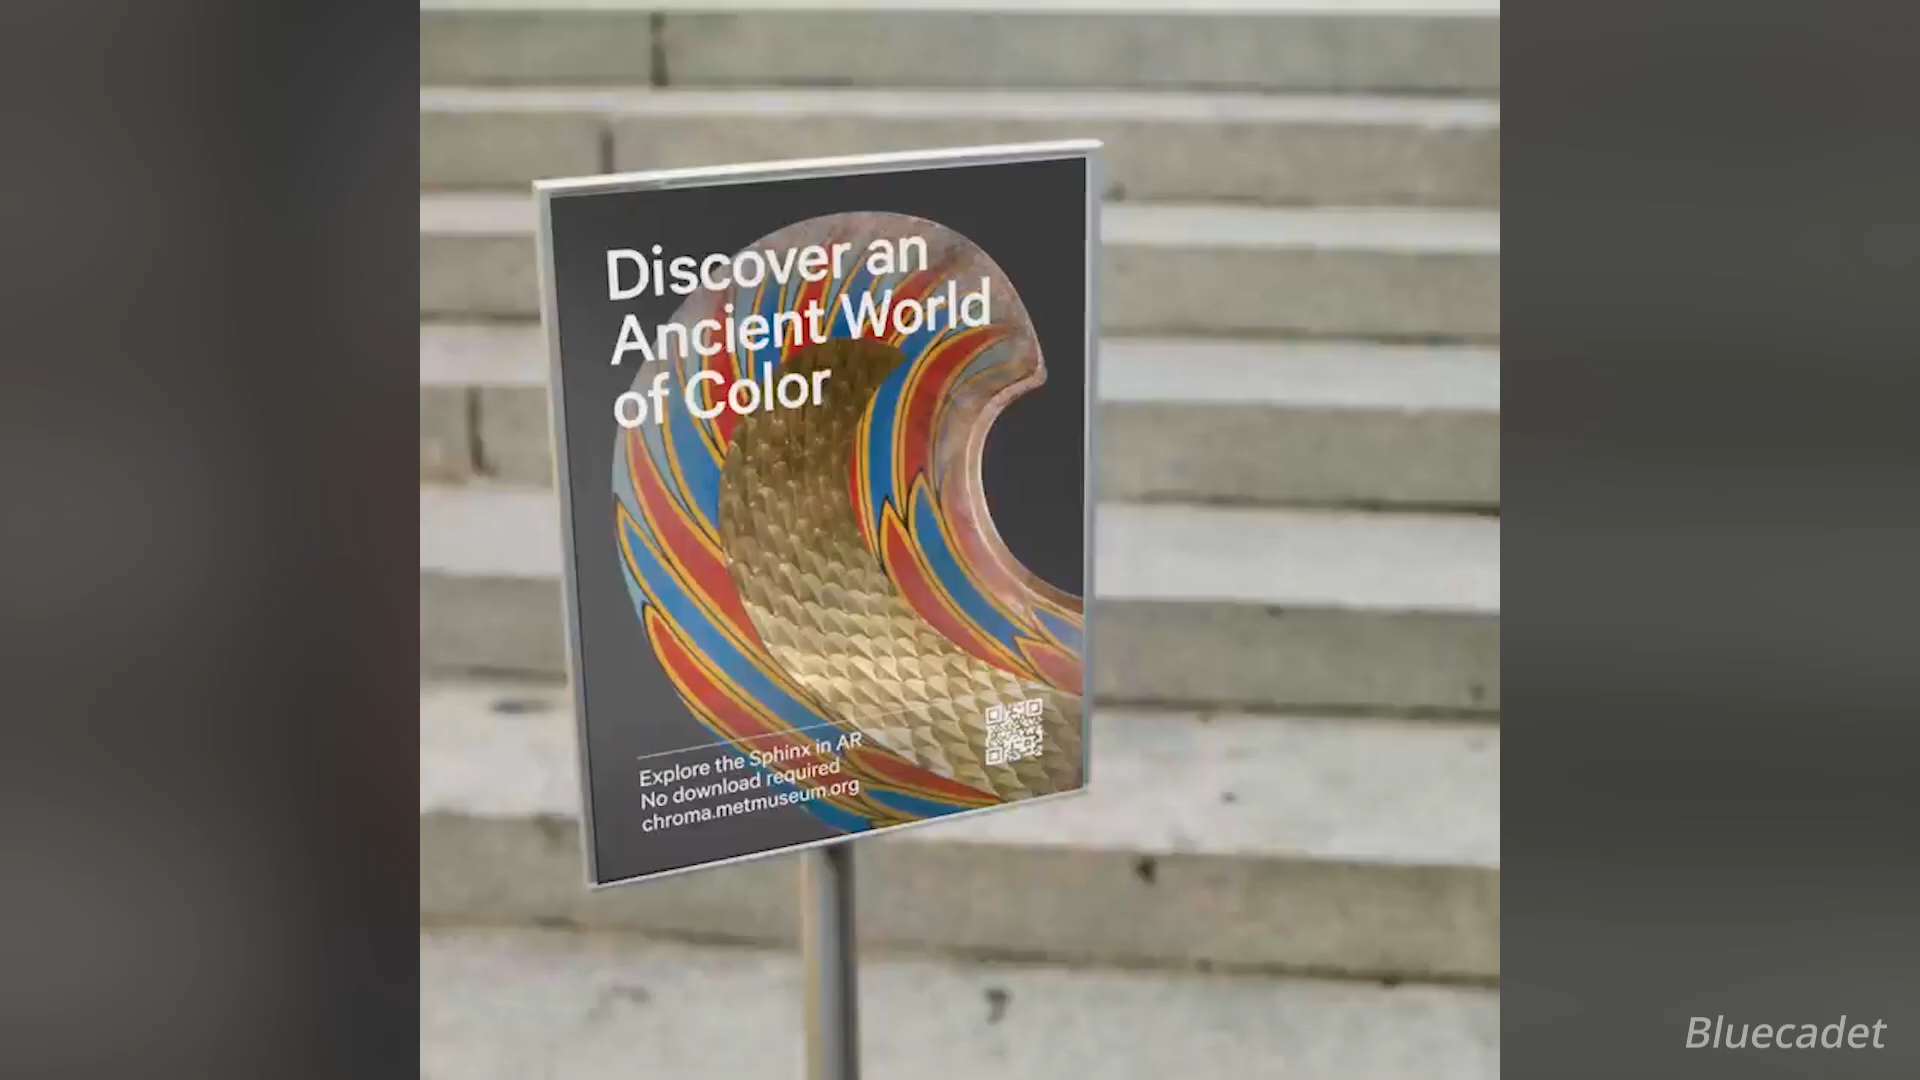 Discover an
Ancient World
of Color
Explore the Sphinx in AR
No download required
chroma.metmuseum.org
Bluecadet